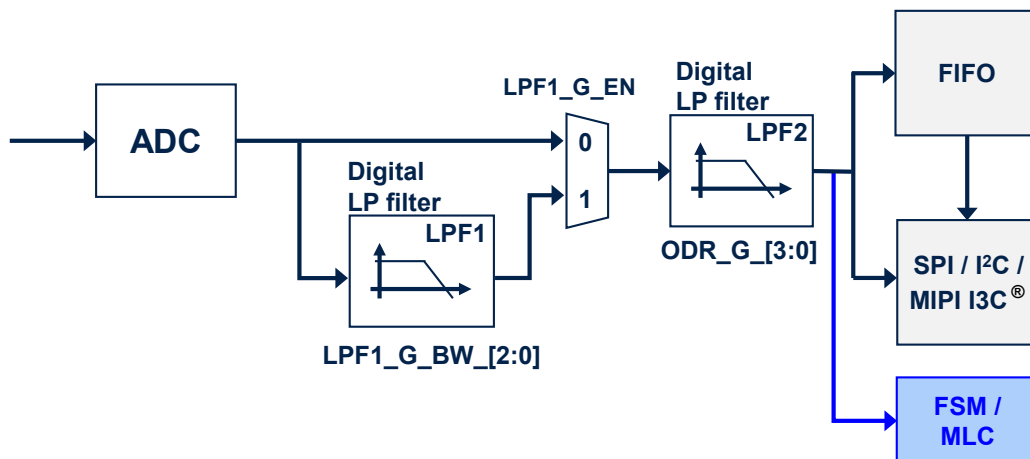 ADC
Digital
LP filter
LPF1
LPF1_G_BW_[2:0]
LPF1_G_EN
0
1
Digital
LP filter
LPF2
ODR_G_[3:0]
FIFO
SPI / I²C /
MIPI I3C®
FSM /
MLC